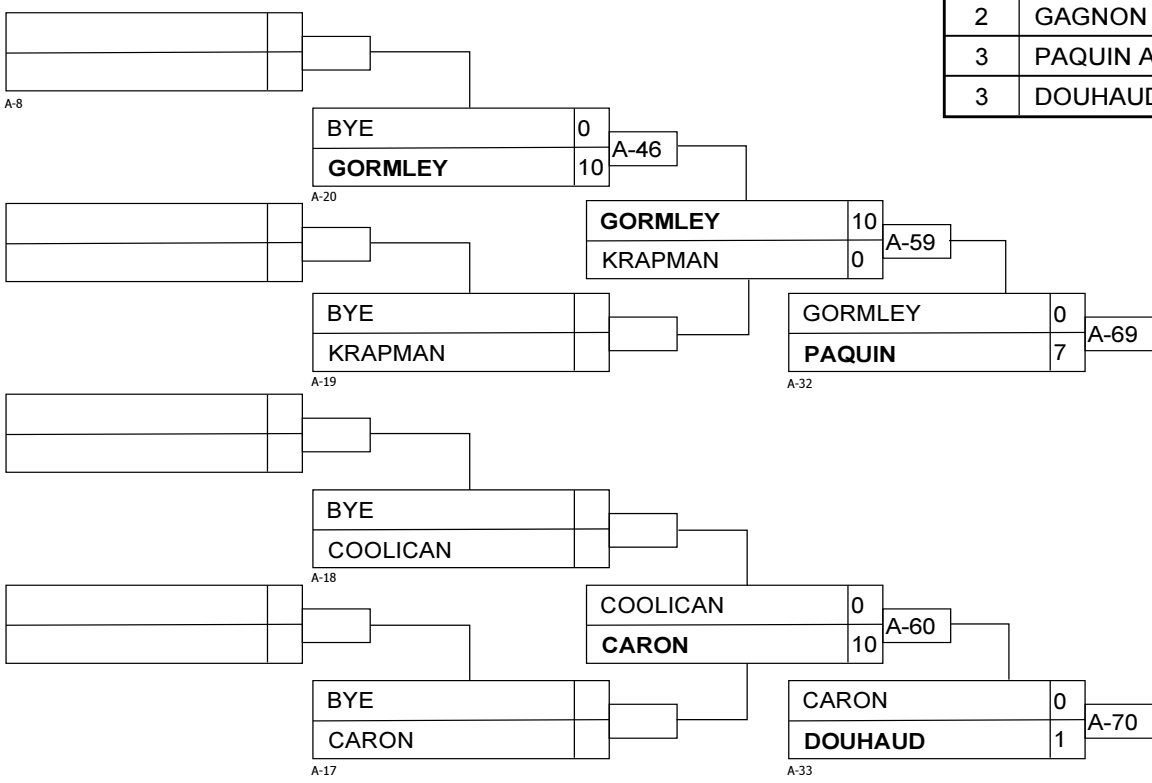 2 GAGNON
3 PAQUIN A
3 DOUHAUD
A-8
BYE 0
GORMLEY 10
A-46
A-20
GORMLEY 10
KRAPMAN 0
A-59
BYE
KRAPMAN
A-19
GORMLEY 0
PAQUIN 7
A-69
A-32
BYE
COOLICAN
A-18
COOLICAN 0
CARON 10
A-60
BYE
CARON
A-17
CARON 0
DOUHAUD 1
A-70
A-33